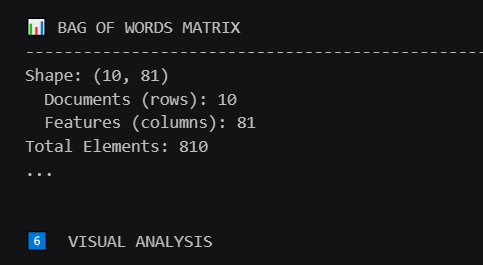 📊 BAG OF WORDS MATRIX
------------------------------------------------
Shape: (10, 81)
  Documents (rows): 10
  Features (columns): 81
Total Elements: 810
...
6️⃣  VISUAL ANALYSIS